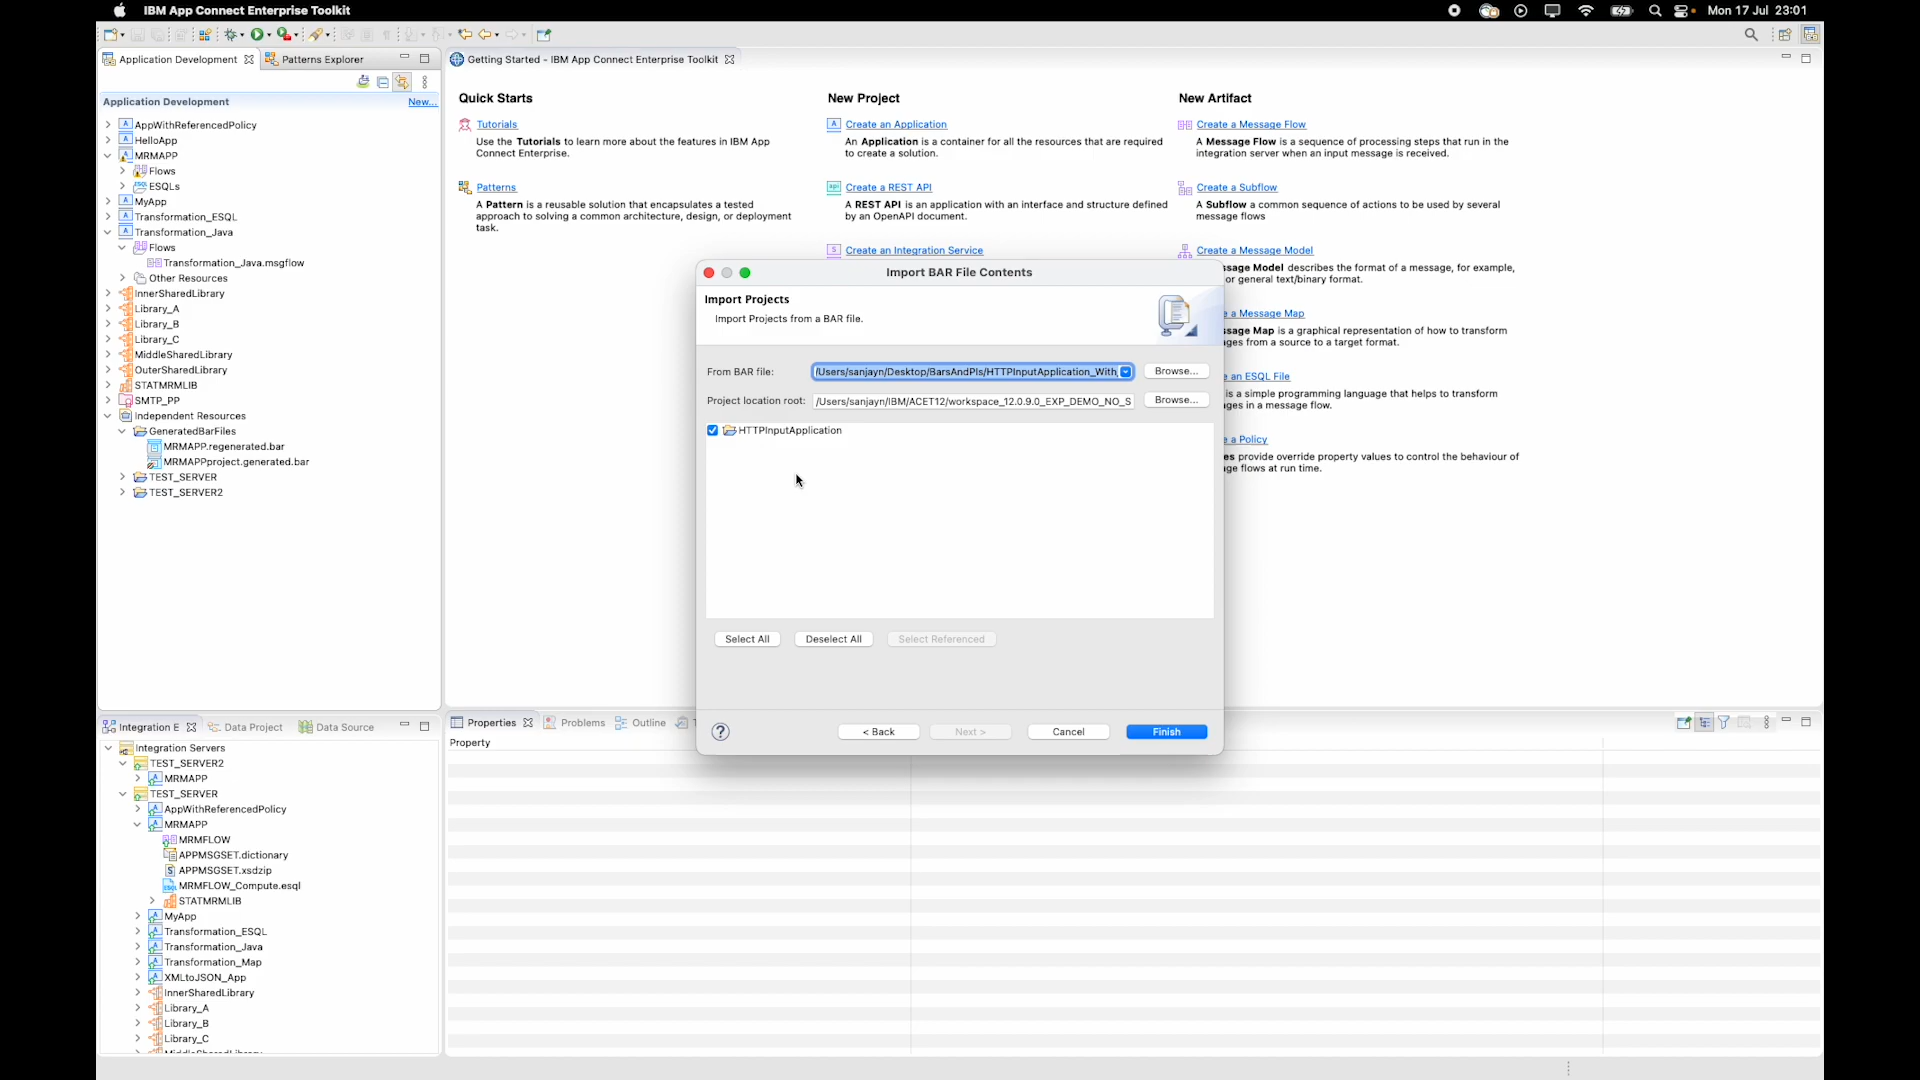 IBM App Connect Enterprise Toolkit
Mon 17 Jul 23:01
Application Development
Patterns Explorer
Getting Started - IBM App Connect Enterprise Toolkit
Application Development
New...
AppWithReferencedPolicy
HelloApp
MRMAPP
Flows
ESQLs
MyApp
Transformation_ESQL
Transformation_Java
Flows
Transformation_Java.msgflow
Other Resources
InnerSharedLibrary
Library_A
Library_B
Library_C
MiddleSharedLibrary
OuterSharedLibrary
STATMRMLIB
SMTP_PP
Independent Resources
GeneratedBarFiles
MRMAPP.regenerated.bar
MRMAPPproject.generated.bar
TEST_SERVER
TEST_SERVER2
Quick Starts
Tutorials
Use the Tutorials to learn more about the features in IBM App
Connect Enterprise.
Patterns
A Pattern is a reusable solution that encapsulates a tested
approach to solving a common architecture, design, or deployment
task.
New Project
Create an Application
An Application is a container for all the resources that are required
to create a solution.
Create a REST API
A REST API is an application with an interface and structure defined
by an OpenAPI document.
Create an Integration Service
New Artifact
Create a Message Flow
A Message Flow is a sequence of processing steps that run in the
integration server when an input message is received.
Create a Subflow
A Subflow a common sequence of actions to be used by several
message flows
Create a Message Model
sage Model describes the format of a message, for example,
or general text/binary format.
a Message Map
sage Map is a graphical representation of how to transform
ges from a source to a target format.
an ESQL File
is a simple programming language that helps to transform
ges in a message flow.
a Policy
es provide override property values to control the behaviour of
ge flows at run time.
Import BAR File Contents
Import Projects
Import Projects from a BAR file.
From BAR file:
/Users/sanjayn/Desktop/BarsAndPIs/HTTPInputApplication_With_
Browse...
Project location root:
/Users/sanjayn/IBM/ACET12/workspace_12.0.9.0_EXP_DEMO_NO_S
Browse...
HTTPInputApplication
Select All
Deselect All
Select Referenced
< Back
Next >
Cancel
Finish
Integration E
Data Project
Data Source
Integration Servers
TEST_SERVER2
MRMAPP
TEST_SERVER
AppWithReferencedPolicy
MRMAPP
MRMFLOW
APPMSGSET.dictionary
APPMSGSET.xsdzip
MRMFLOW_Compute.esql
STATMRMLIB
MyApp
Transformation_ESQL
Transformation_Java
Transformation_Map
XMLtoJSON_App
InnerSharedLibrary
Library_A
Library_B
Library_C
MiddleSharedLibrary
Properties
Problems
Outline
Property